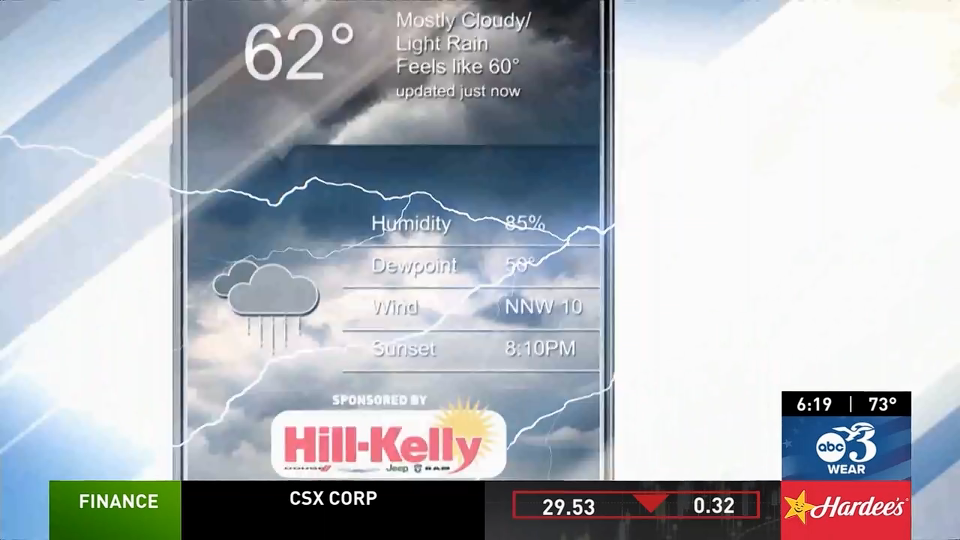 62°
Mostly Cloudy/
Light Rain
Feels like 60°
updated just now
Humidity 85%
Dewpoint
Wind NNW 10
Sunset 8:10PM
SPONSORED BY
Hill-Kelly
DODGE Jeep RAM
6:19 | 73°
abc 3
WEAR
FINANCE
CSX CORP
29.53 0.32
Hardee's